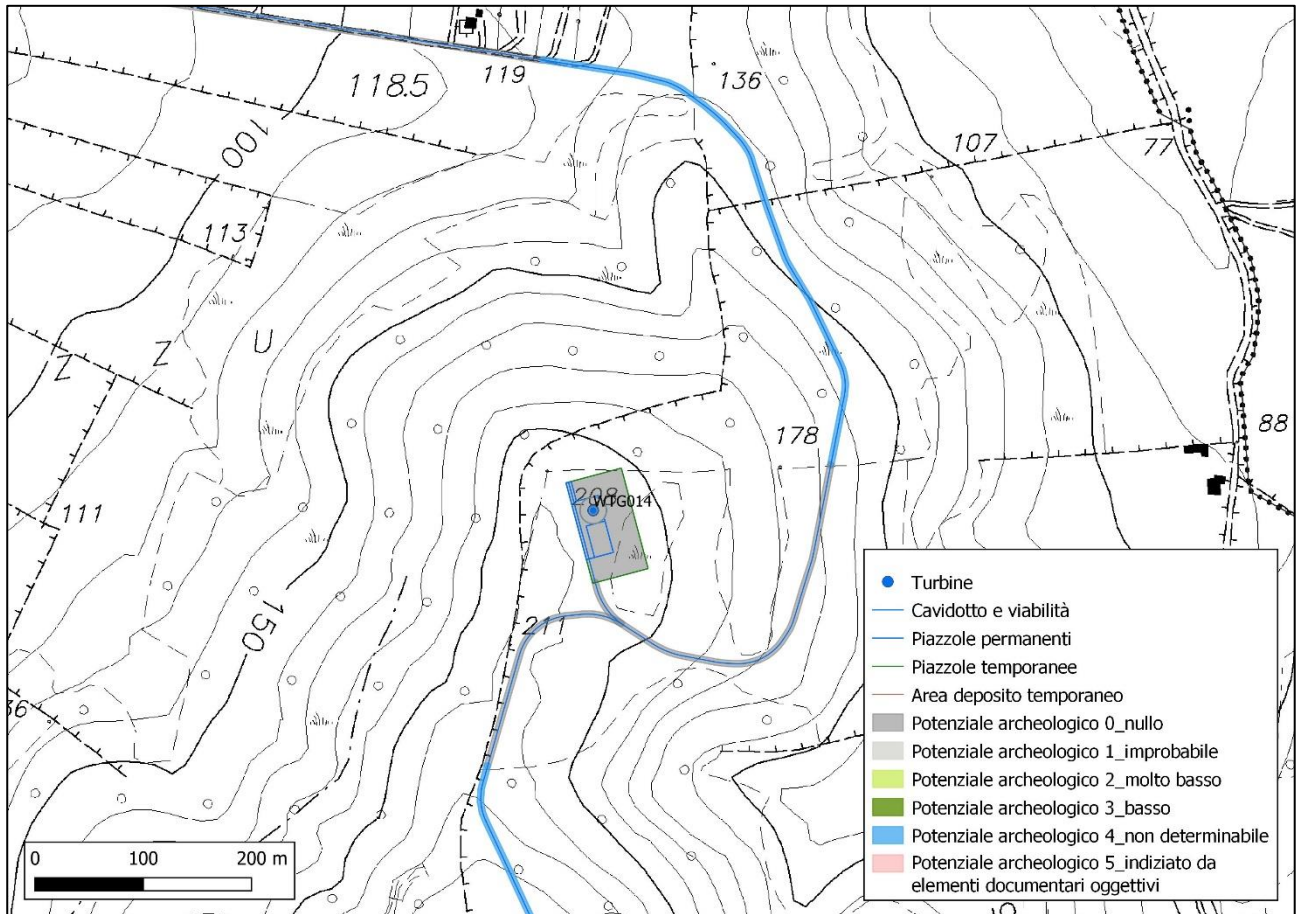 119
136
118.5
100
107
77
113
Z
Z
U
178
88
208
WTG014
111
150
211
36
Turbine
Cavidotto e viabilità
Piazzole permanenti
Piazzole temporanee
Area deposito temporaneo
Potenziale archeologico 0_nullo
Potenziale archeologico 1_improbabile
Potenziale archeologico 2_molto basso
Potenziale archeologico 3_basso
Potenziale archeologico 4_non determinabile
Potenziale archeologico 5_indiziato da
elementi documentari oggettivi
0 100 200 m